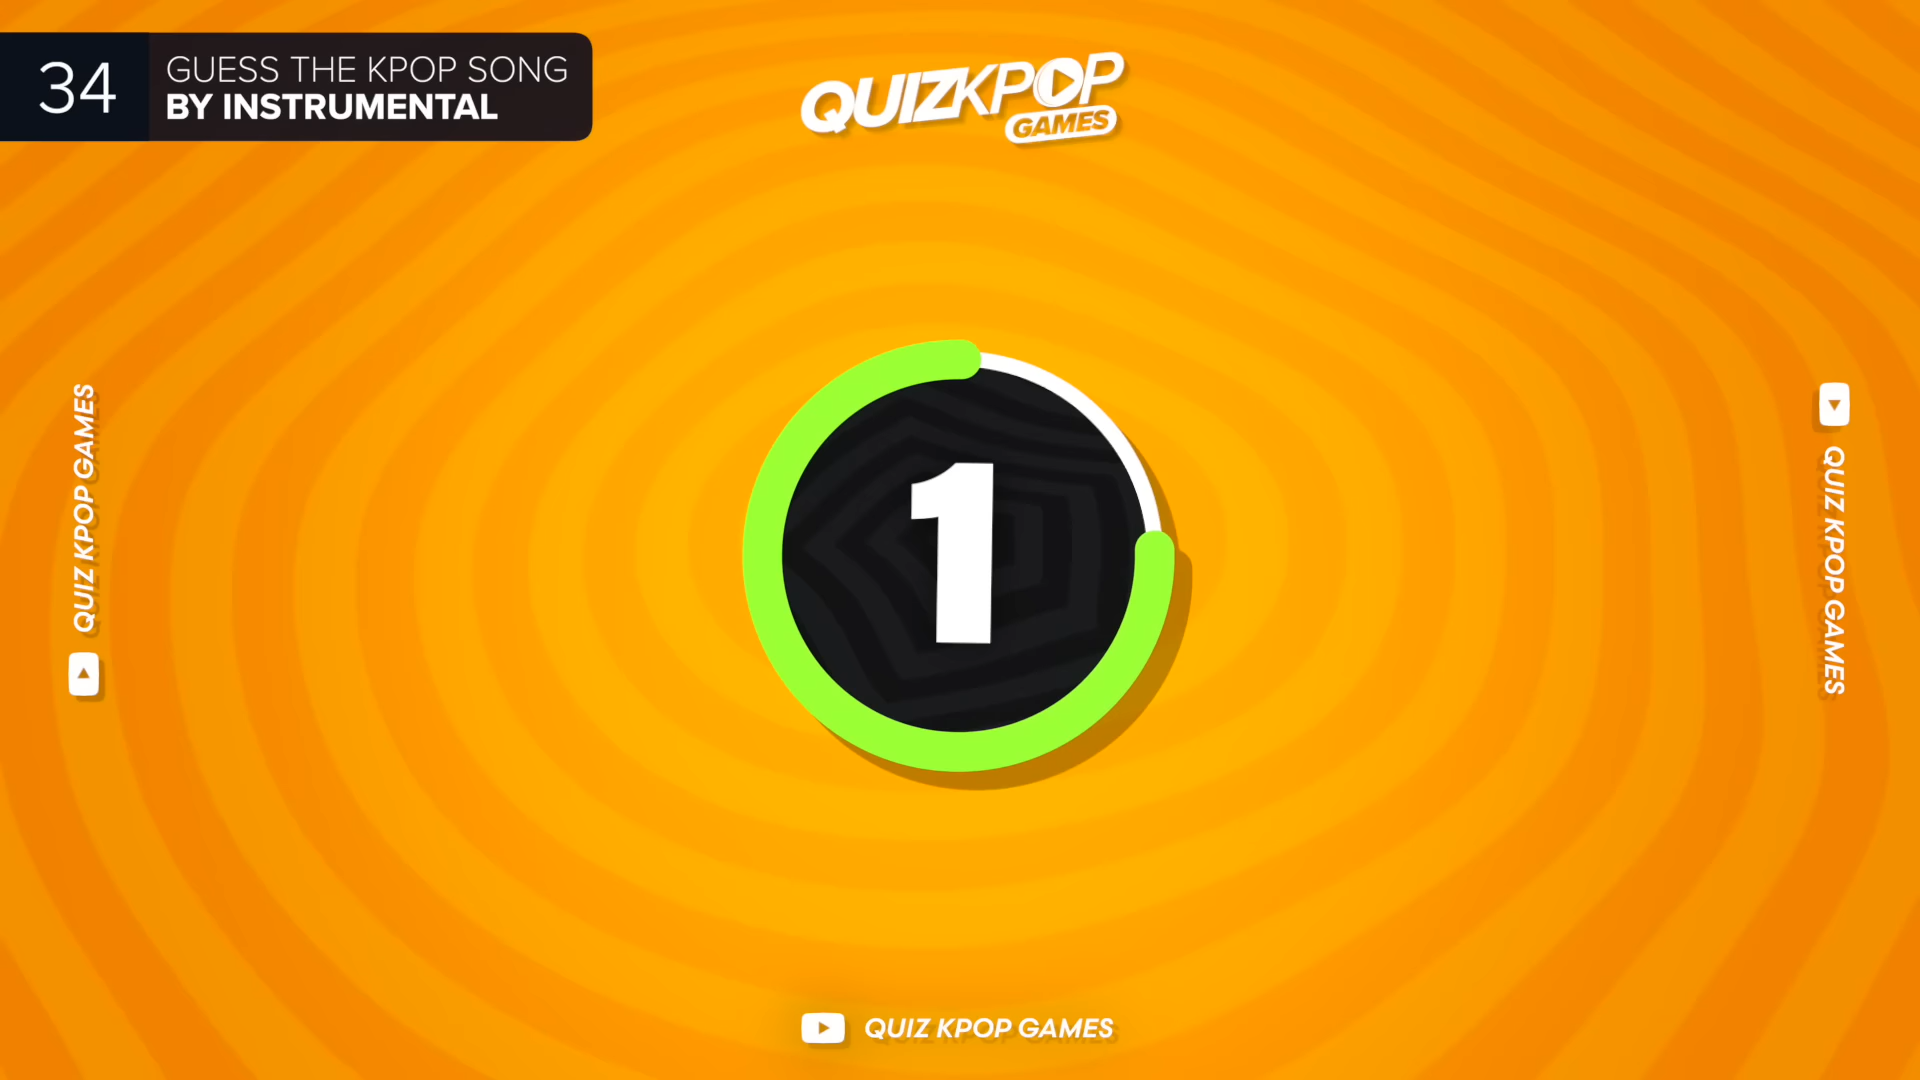 34
GUESS THE KPOP SONG
BY INSTRUMENTAL
QUIZKPOP
GAMES
QUIZ KPOP GAMES
1
QUIZ KPOP GAMES
QUIZ KPOP GAMES